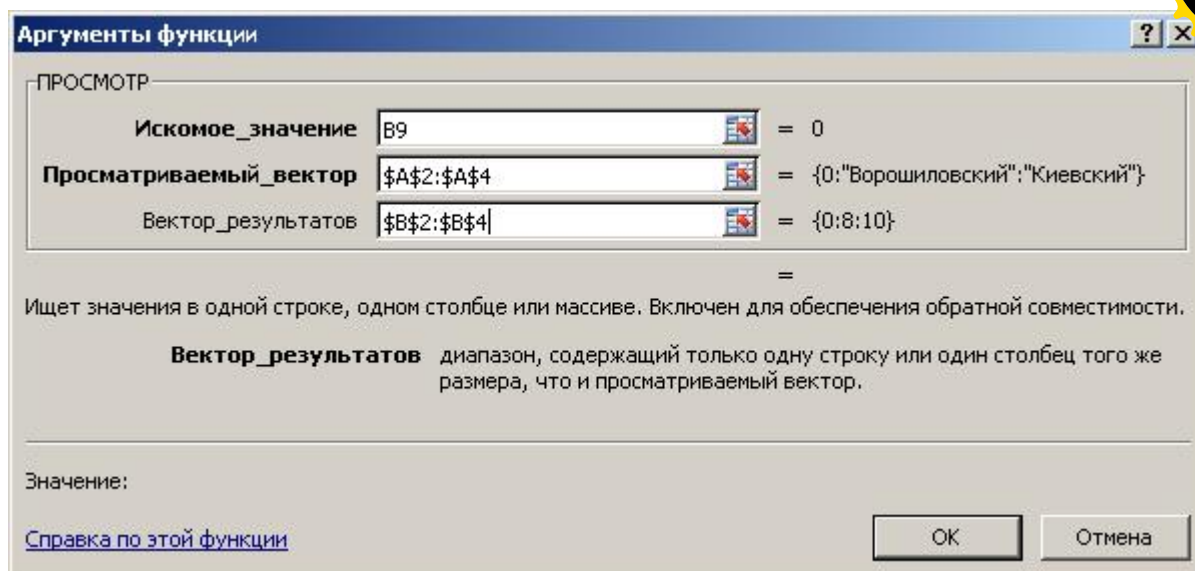 Аргументы функции
ПРОСМОТР
Искомое_значение B9 = 0
Просматриваемый_вектор $A$2:$A$4 = {0:"Ворошиловский":"Киевский"}
Вектор_результатов $B$2:$B$4 = {0:8:10}
=
Ищет значения в одной строке, одном столбце или массиве. Включен для обеспечения обратной совместимости.
Вектор_результатов диапазон, содержащий только одну строку или один столбец того же
размера, что и просматриваемый вектор.
Значение:
Справка по этой функции OK Отмена